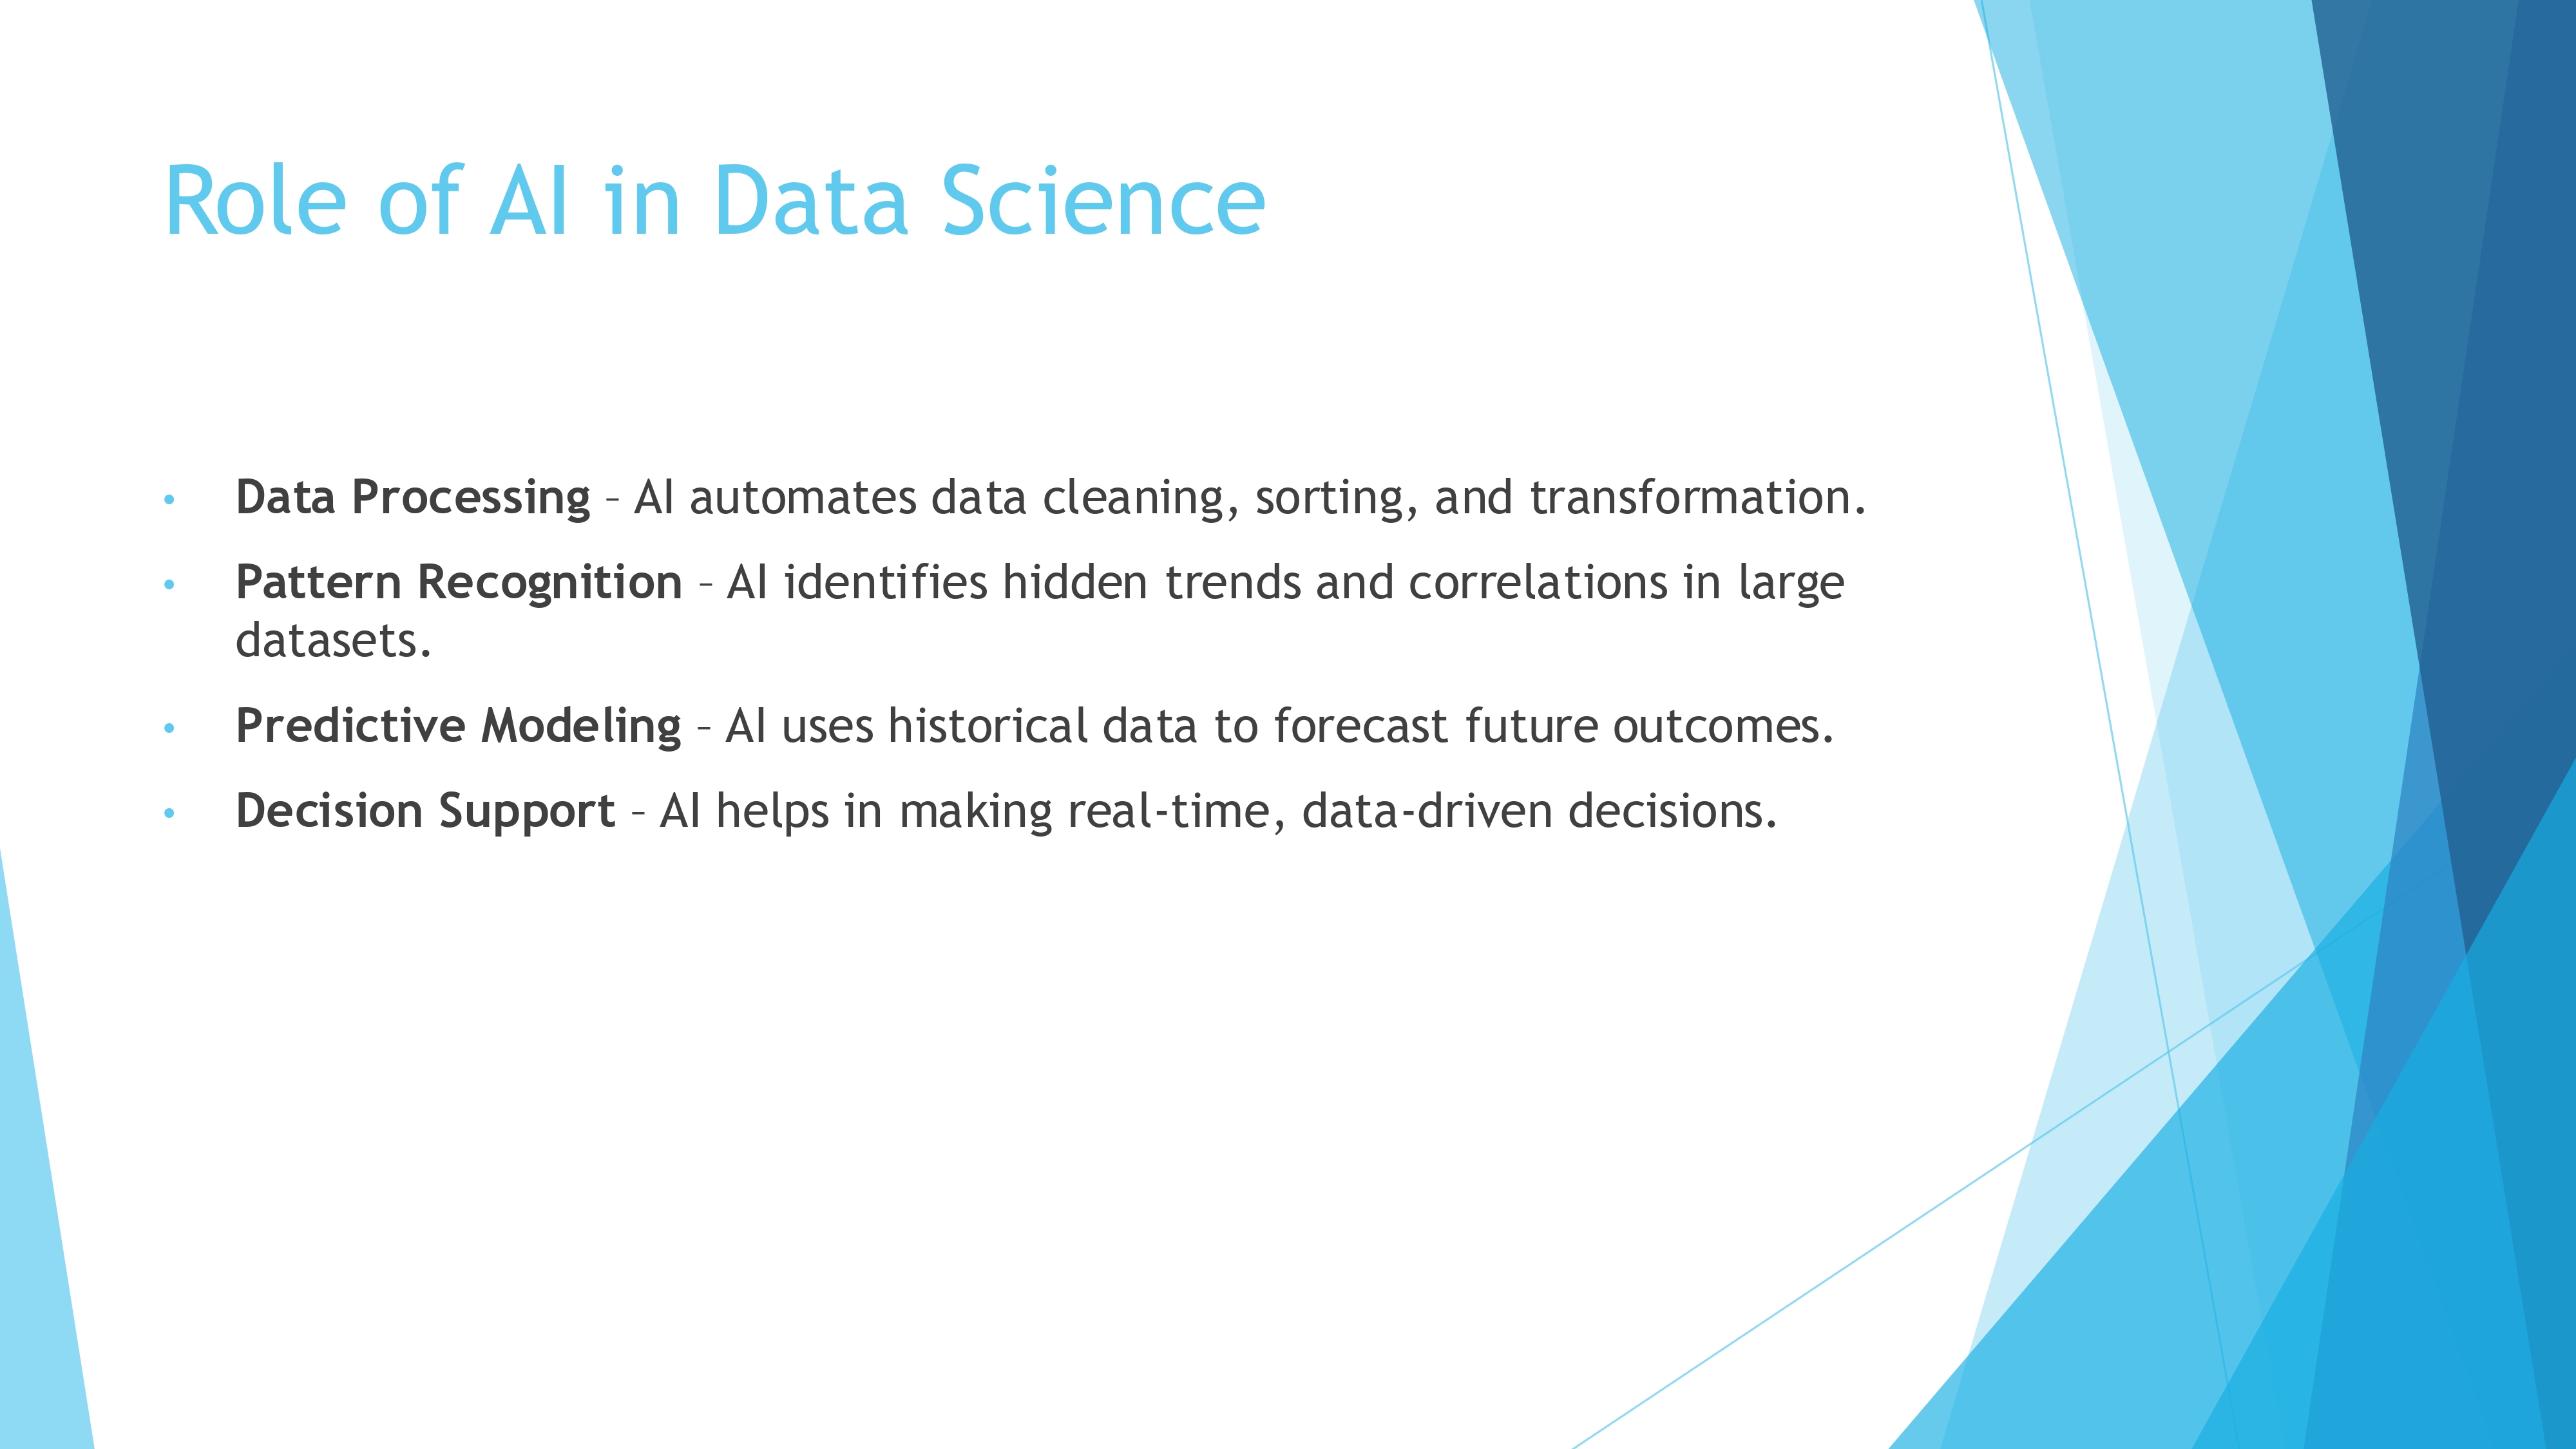 Role of AI in Data Science
• Data Processing – AI automates data cleaning, sorting, and transformation.
• Pattern Recognition – AI identifies hidden trends and correlations in large
datasets.
• Predictive Modeling – AI uses historical data to forecast future outcomes.
• Decision Support – AI helps in making real-time, data-driven decisions.